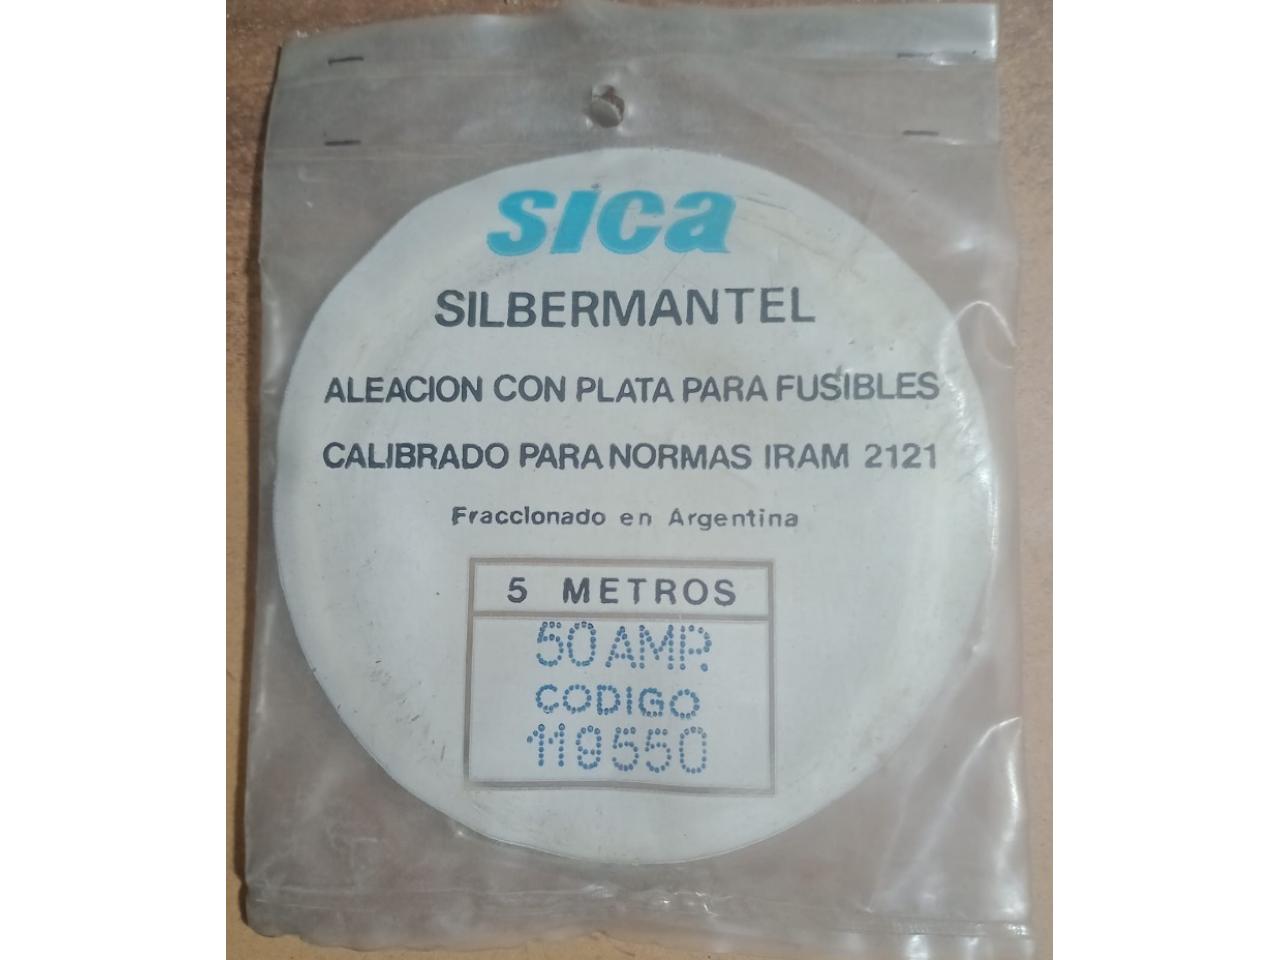 sica
SILBERMANTEL
ALEACION CON PLATA PARA FUSIBLES
CALIBRADO PARA NORMAS IRAM 2121
Fraccionado en Argentina
5 METROS
50 AMP.
CODIGO
119550